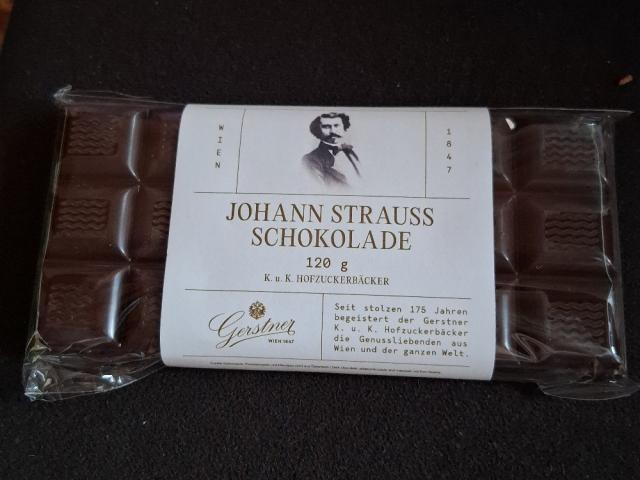 WIEN
1847
JOHANN STRAUSS
SCHOKOLADE
120 g
K. u. K. HOFZUCKERBÄCKER
Gerstner
WIEN 1847
Seit stolzen 175 Jahren
begeistert der Gerstner
K. u. K. Hofzuckerbäcker
die Genussliebenden aus
Wien und der ganzen Welt.